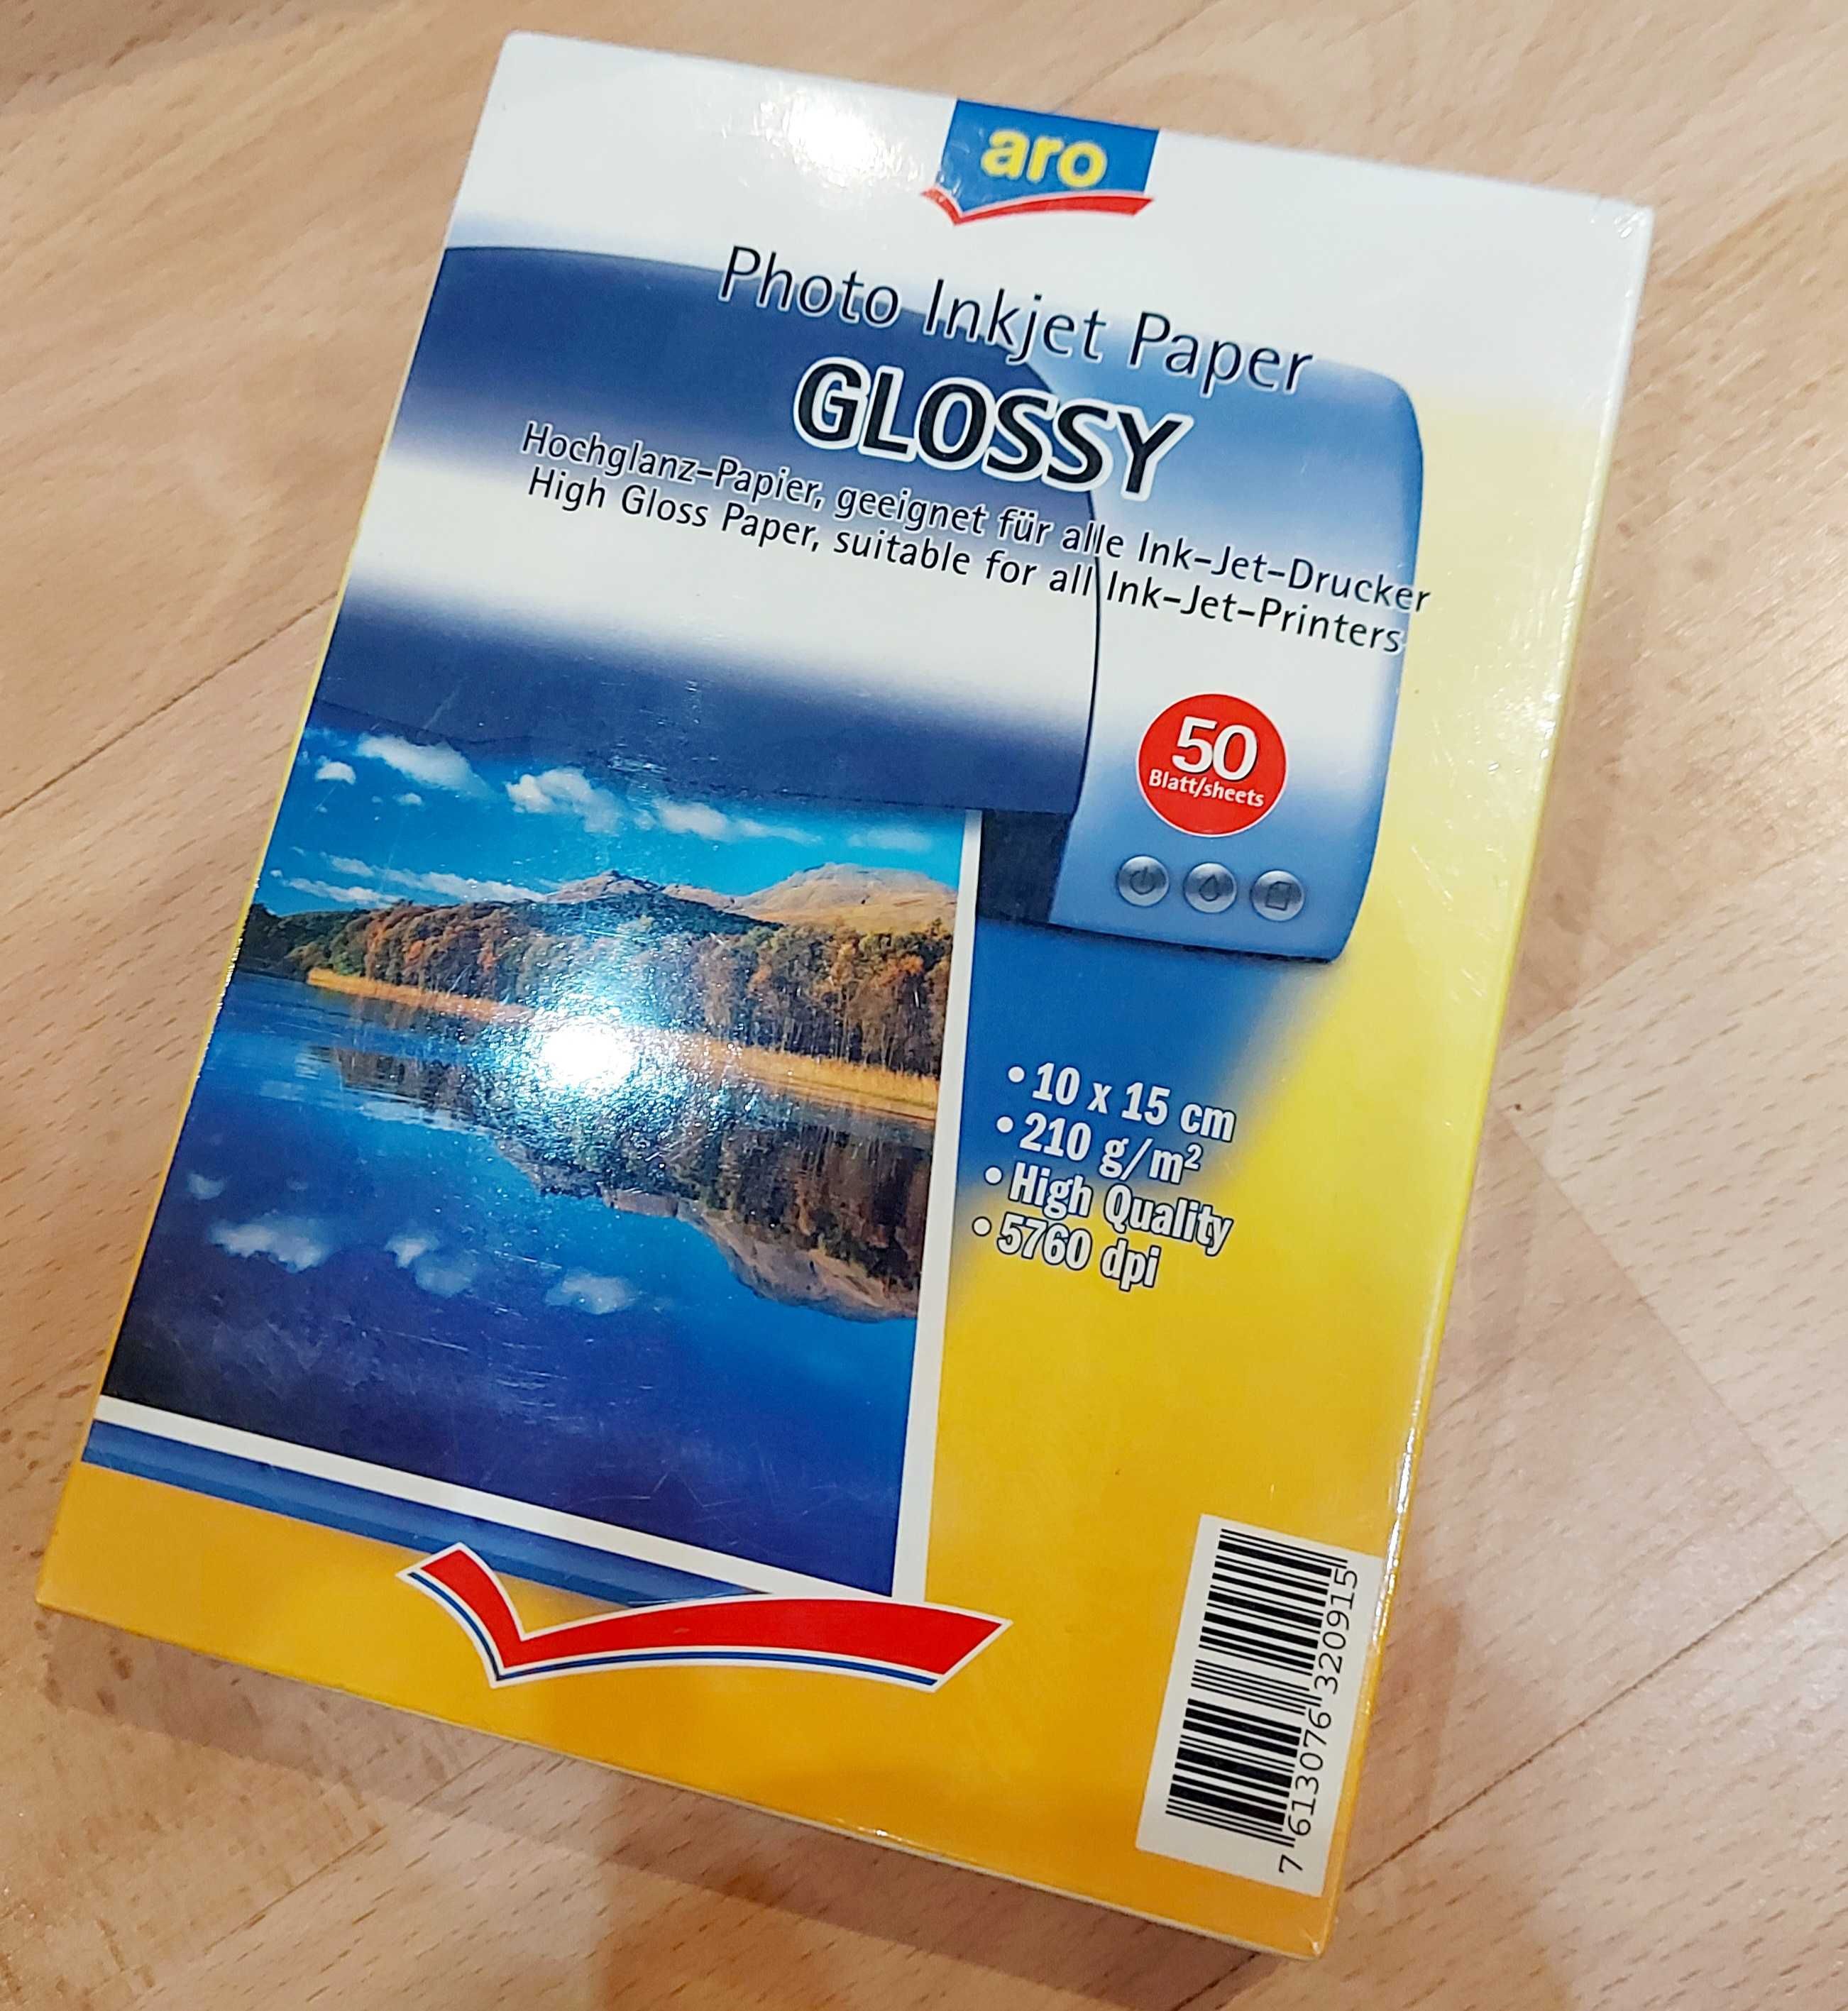 aro
Photo Inkjet Paper
GLOSSY
Hochglanz-Papier, geeignet für alle Ink-Jet-Drucker
High Gloss Paper, suitable for all Ink-Jet-Printers
50
Blatt/sheets
• 10 x 15 cm
• 210 g/m²
• High Quality
• 5760 dpi
7 613076 320915